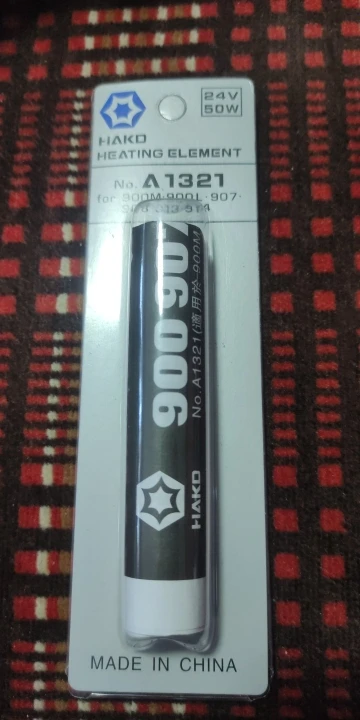 24V
50W
HAKO
HEATING ELEMENT
No. A1321
for 900M·900L·907·
900 907
No.A1321(適用於·900M
HAKO
MADE IN CHINA